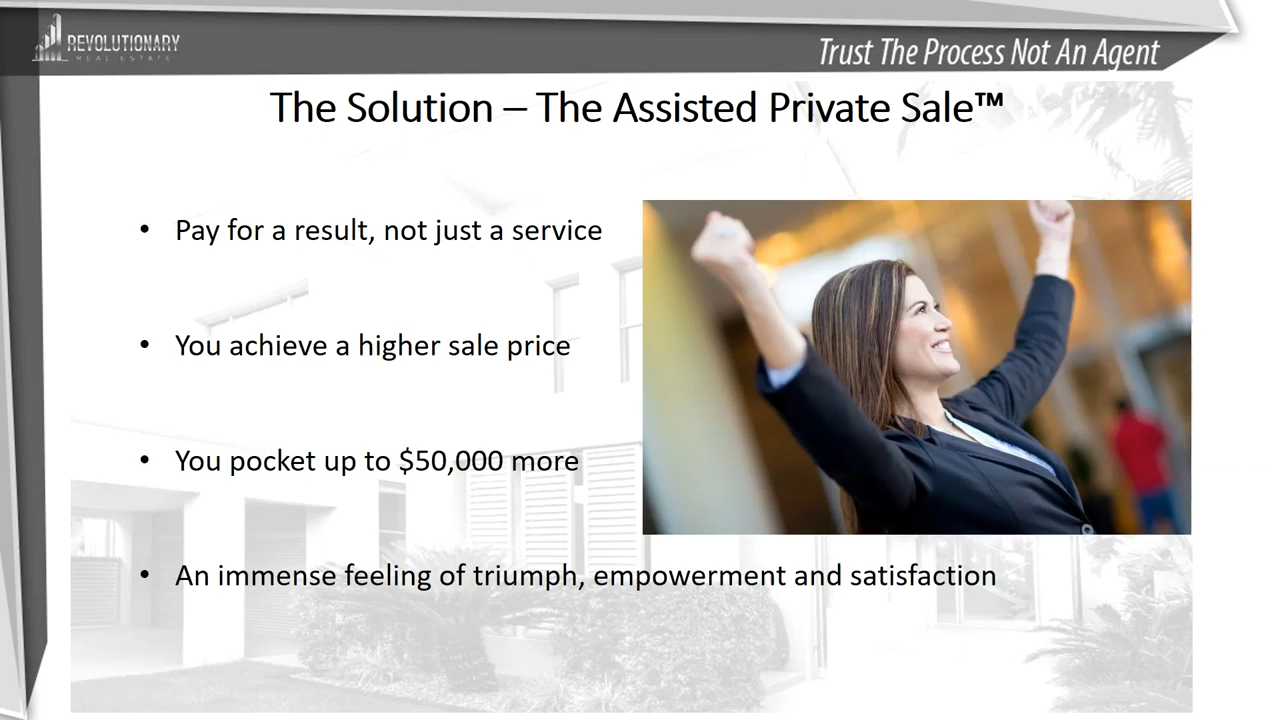 REVOLUTIONARY
REAL ESTATE
Trust The Process Not An Agent
The Solution – The Assisted Private Sale™
• Pay for a result, not just a service
• You achieve a higher sale price
• You pocket up to $50,000 more
• An immense feeling of triumph, empowerment and satisfaction